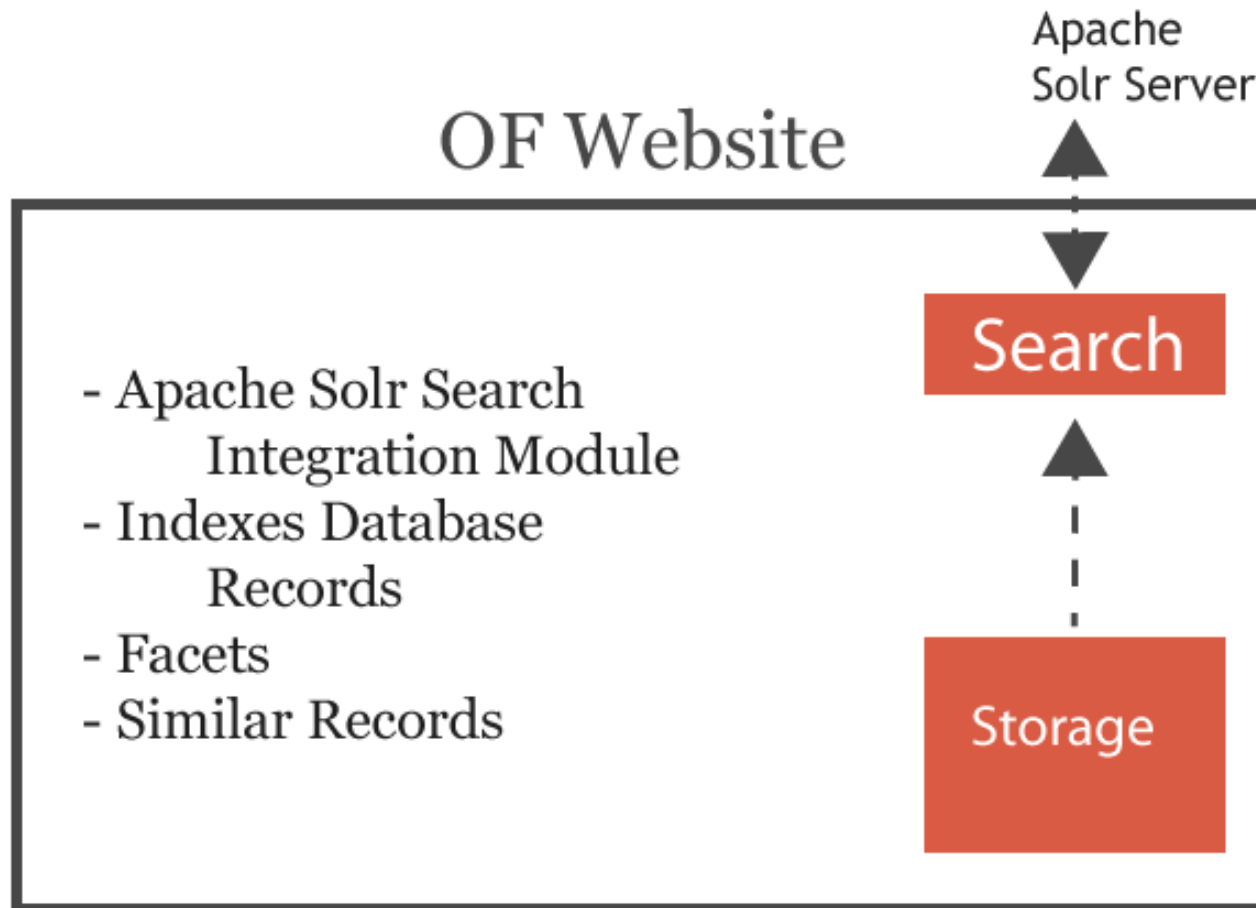 Apache
Solr Server
OF Website
Search
- Apache Solr Search
Integration Module
- Indexes Database
Records
- Facets
- Similar Records
Storage